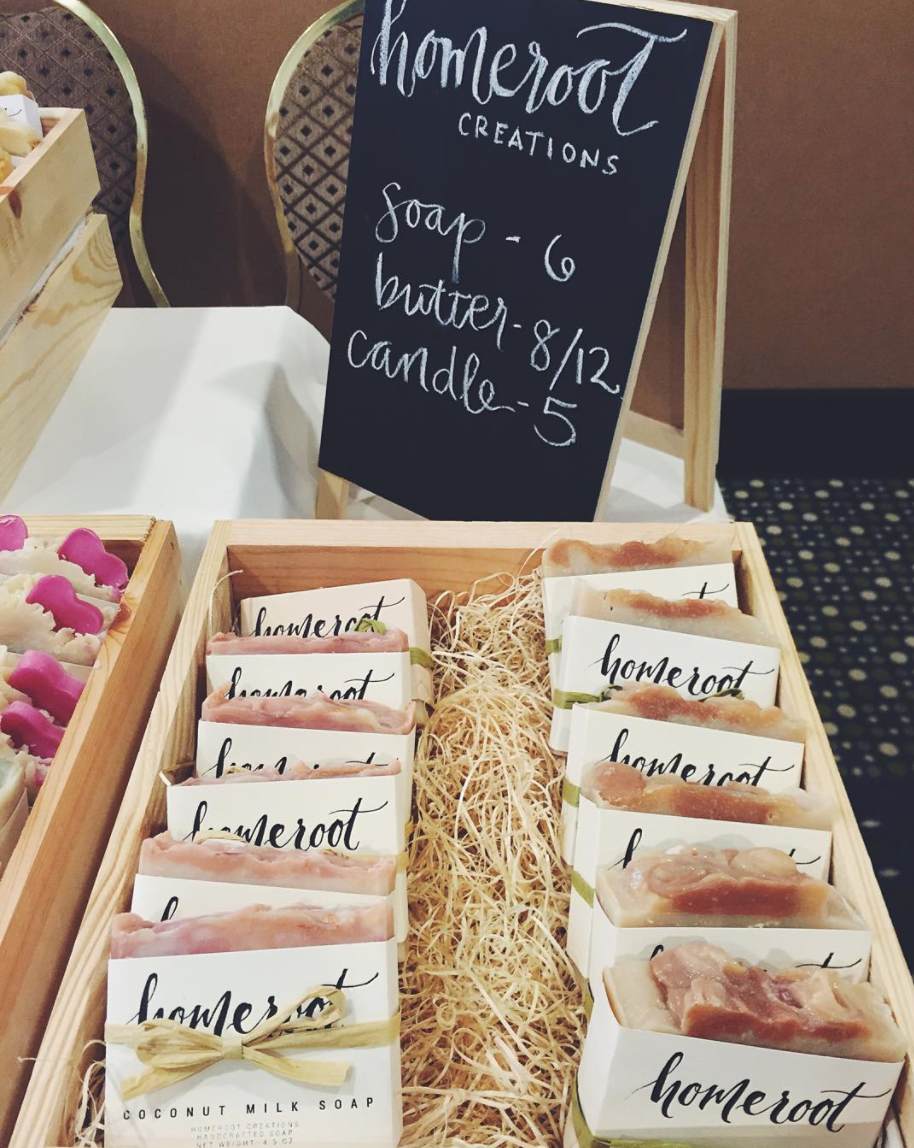 homeroot
CREATIONS
soap - 6
butter - 8/12
candle - 5
homeroot
homeroot
homeroot
homeroot
homeroot
homeroot
homeroot
COCONUT MILK SOAP
HOMEROOT CREATIONS
HANDCRAFTED SOAP
NET WEIGHT 4.5 OZ
homeroot